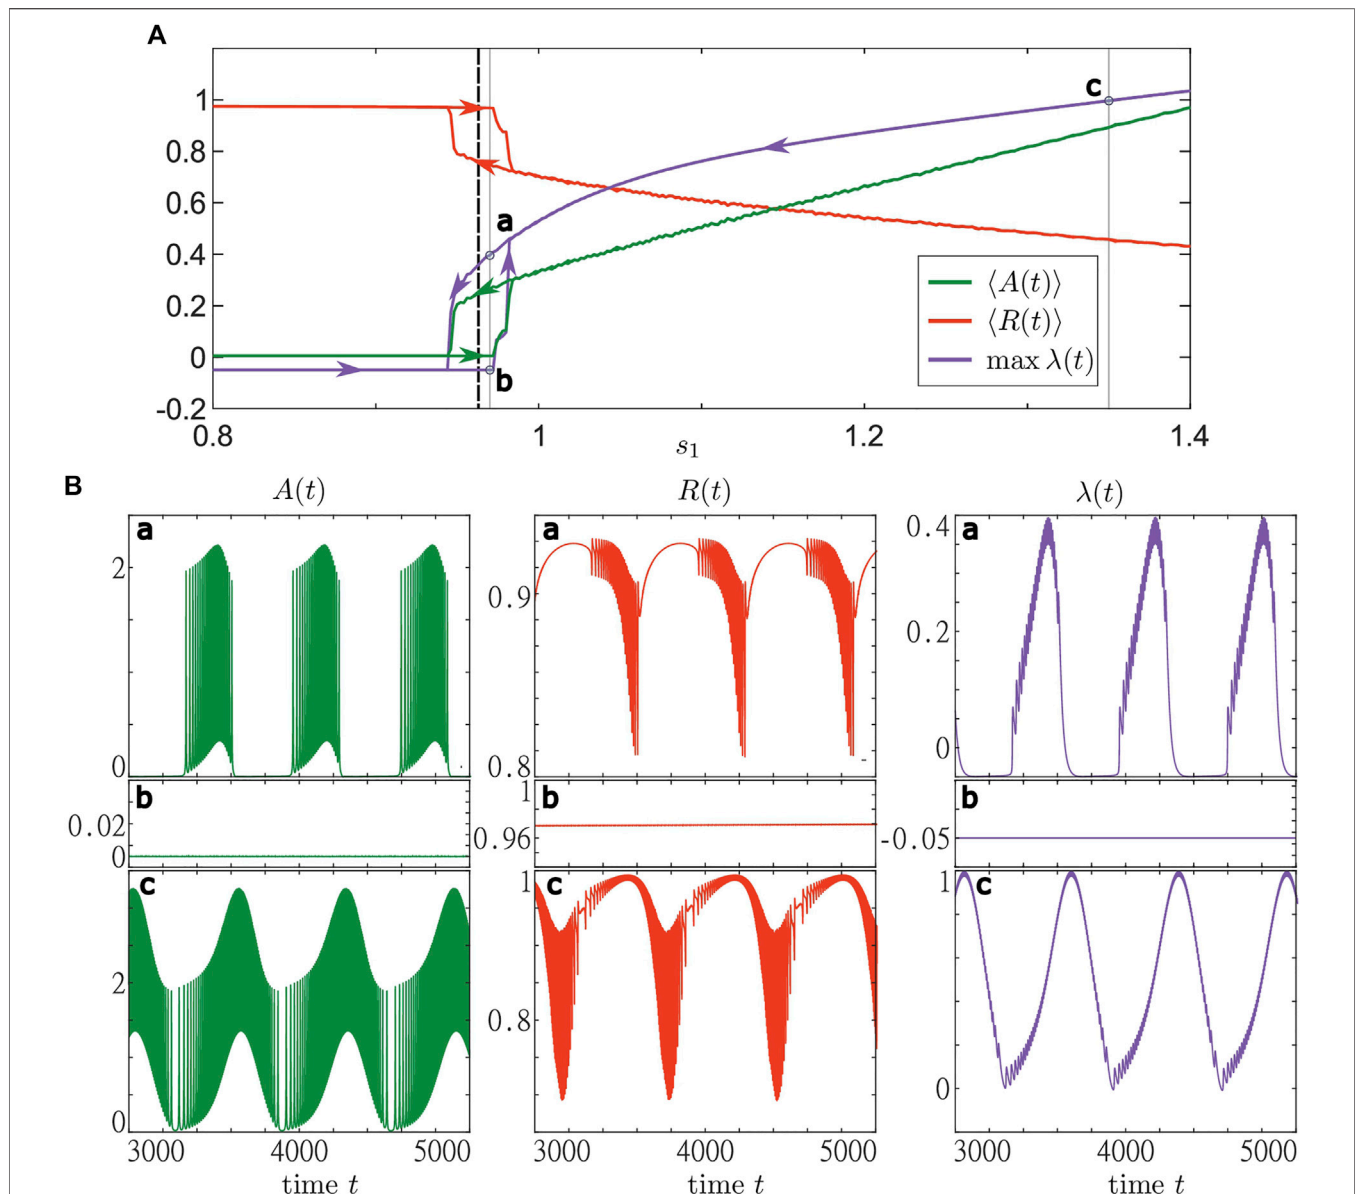 A
1
0.8
0.6
0.4
0.2
0
-0.2
0.8
1
1.2
1.4
s₁
a
b
c
⟨A(t)⟩
⟨R(t)⟩
max λ(t)
B
A(t)
R(t)
λ(t)
a
2
0
a
0.9
0.8
a
0.4
0.2
0
b
0.02
0
b
1
0.96
b
-0.05
c
2
0
3000
4000
5000
time t
c
1
0.8
3000
4000
5000
time t
c
1
0
3000
4000
5000
time t